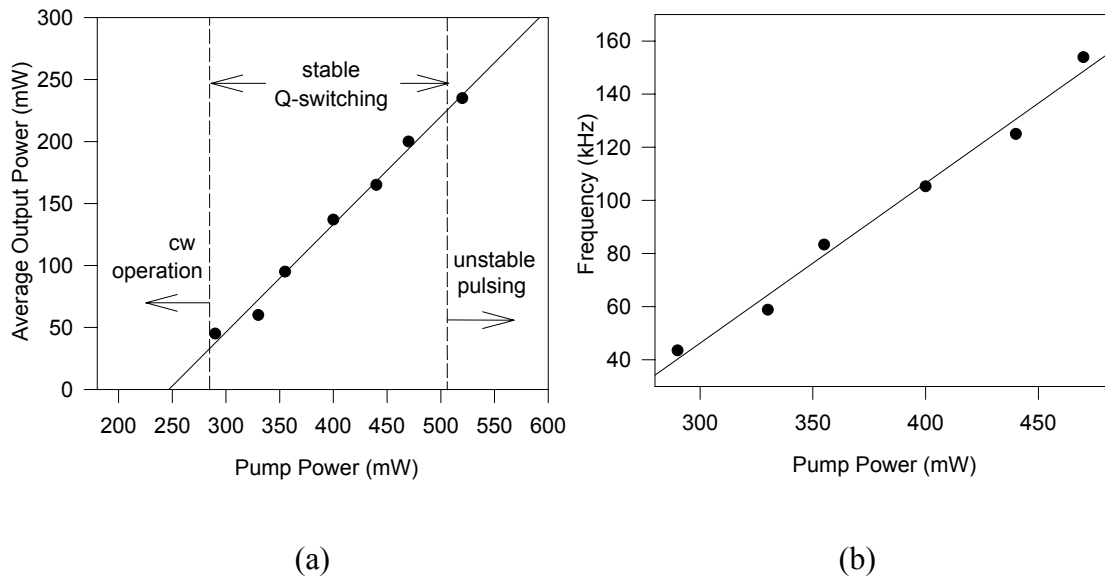 300
250
200
150
100
50
0
Average Output Power (mW)
stable
Q-switching
cw
operation
unstable
pulsing
200 250 300 350 400 450 500 550 600
Pump Power (mW)
(a)
160
140
120
100
80
60
40
Frequency (kHz)
300 350 400 450
Pump Power (mW)
(b)